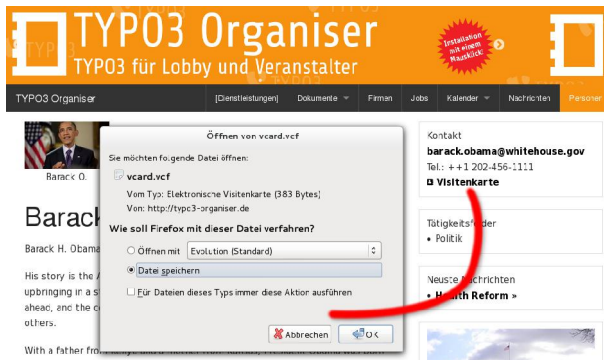 TYPO3 Organiser
TYPO3 für Lobby und Veranstalter
Installation
mit einem
Mausklick!
TYPO3 Organiser
[Dienstleistungen]
Dokumente
Firmen
Jobs
Kalender
Nachrichten
Personen
Barack O.
Barack
Barack H. Obama
His story is the
upbringing in a
ahead, and the
others.
With a father from
Öffnen von vcard.vcf
Sie möchten folgende Datei öffnen:
vcard.vcf
Vom Typ: Elektronische Visitenkarte (383 Bytes)
Von: http://typo3-organiser.de
Wie soll Firefox mit dieser Datei verfahren?
Öffnen mit Evolution (Standard)
Datei speichern
Für Dateien dieses Typs immer diese Aktion ausführen
Abbrechen
OK
Kontakt
barack.obama@whitehouse.gov
Tel.: ++1 202-456-1111
Visitenkarte
Tätigkeitsfelder
• Politik
Neuste Nachrichten
• Health Reform »